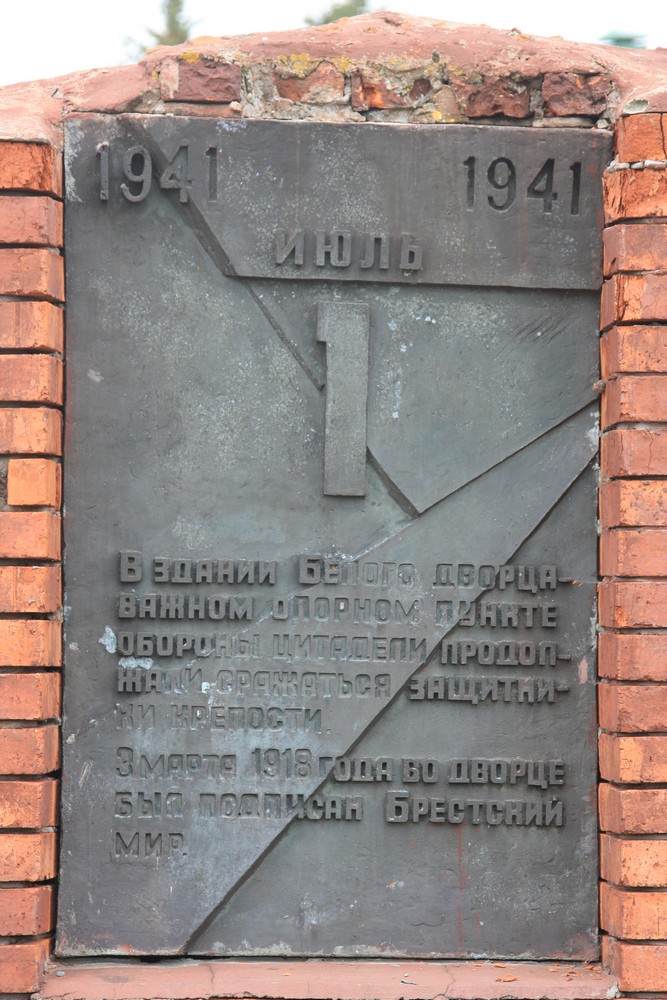 1941 1941
ИЮЛЬ
1
В ЗДАНИИ БЕЛОГО ДВОРЦА-
ВАЖНОМ ОПОРНОМ ПУНКТЕ
ОБОРОНЫ ЦИТАДЕЛИ ПРОДОЛ-
ЖАЛИ СРАЖАТЬСЯ ЗАЩИТНИ-
КИ КРЕПОСТИ.
3 МАРТА 1918 ГОДА ВО ДВОРЦЕ
БЫЛ ПОДПИСАН БРЕСТСКИЙ
МИР.